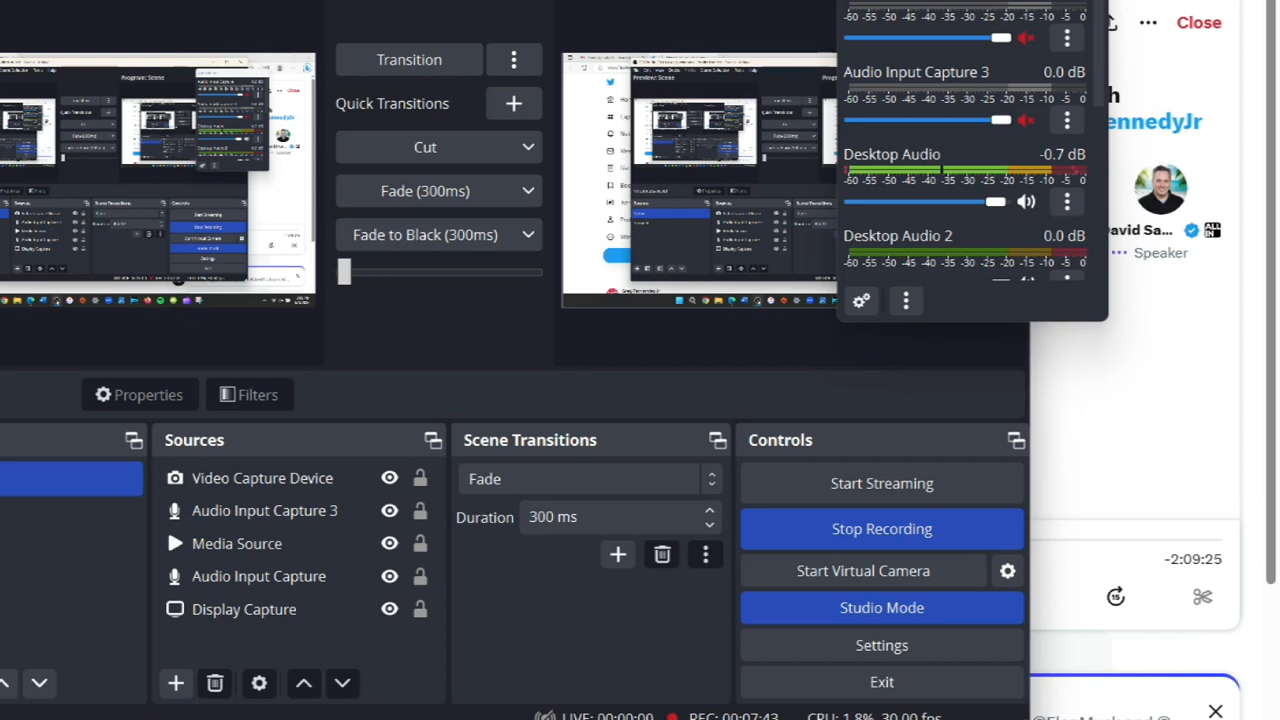 -60 -55 -50 -45 -40 -35 -30 -25 -20 -15 -10 -5 0
Close
Transition
Audio Input Capture 3 0.0 dB
Quick Transitions
-60 -55 -50 -45 -40 -35 -30 -25 -20 -15 -10 -5 0
ennedyJr
Cut
Desktop Audio -0.7 dB
-60 -55 -50 -45 -40 -35 -30 -25 -20 -15 -10 -5 0
Fade (300ms)
Fade to Black (300ms)
Desktop Audio 2 0.0 dB
-60 -55 -50 -45 -40 -35 -30 -25 -20 -15 -10 -5 0
David Sa...
Speaker
Properties Filters
Sources
Video Capture Device
Audio Input Capture 3
Media Source
Audio Input Capture
Display Capture
Scene Transitions
Fade
Duration 300 ms
Controls
Start Streaming
Stop Recording
Start Virtual Camera
Studio Mode
Settings
Exit
-2:09:25
15
LIVE: 00:00:00 REC: 00:07:43 CPU: 1.8%, 30.00 fps